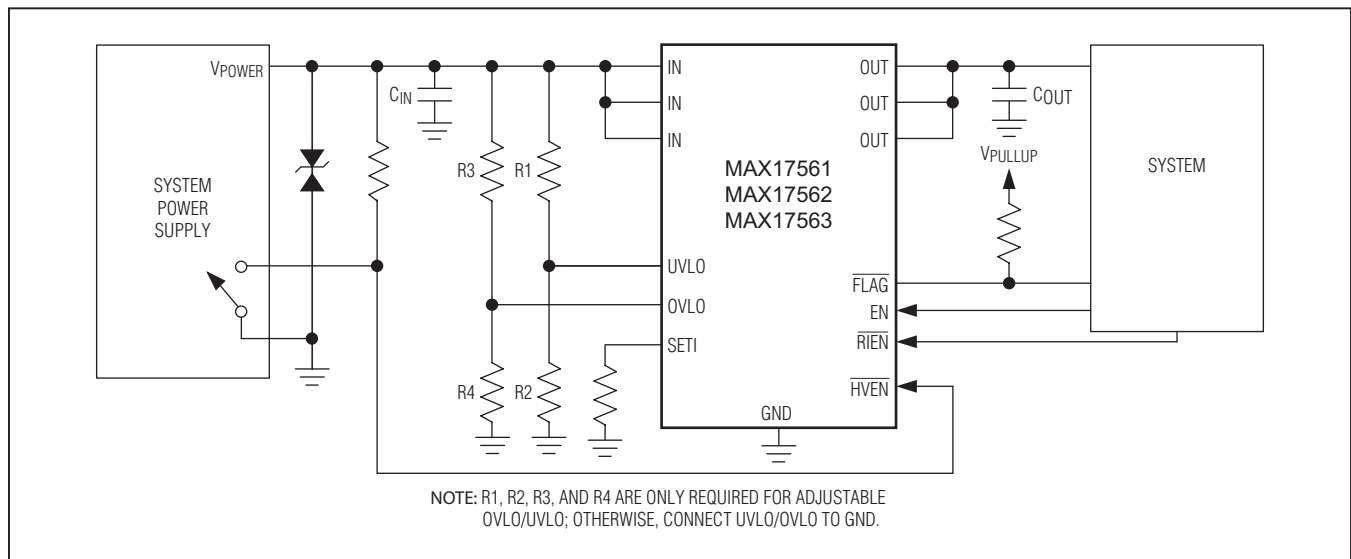 VPOWER
SYSTEM
POWER
SUPPLY
CIN
R3
R1
R4
R2
IN
IN
IN
UVLO
OVLO
SETI
MAX17561
MAX17562
MAX17563
GND
OUT
OUT
OUT
FLAG
EN
RIEN
HVEN
COUT
VPULLUP
SYSTEM
NOTE: R1, R2, R3, AND R4 ARE ONLY REQUIRED FOR ADJUSTABLE
OVLO/UVLO; OTHERWISE, CONNECT UVLO/OVLO TO GND.